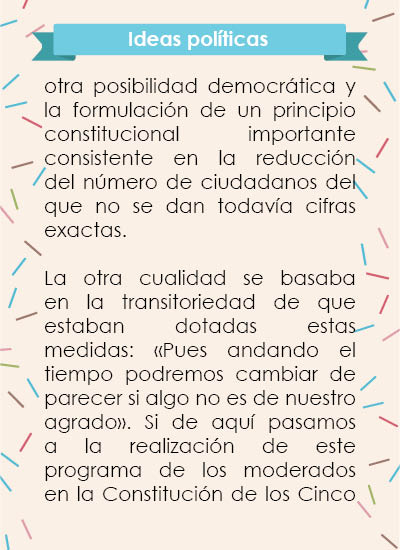 Ideas políticas
otra posibilidad democrática y
la formulación de un principio
constitucional importante
consistente en la reducción
del número de ciudadanos del
que no se dan todavía cifras
exactas.
La otra cualidad se basaba
en la transitoriedad de que
estaban dotadas estas
medidas: «Pues andando el
tiempo podremos cambiar de
parecer si algo no es de nuestro
agrado». Si de aquí pasamos
a la realización de este
programa de los moderados
en la Constitución de los Cinco